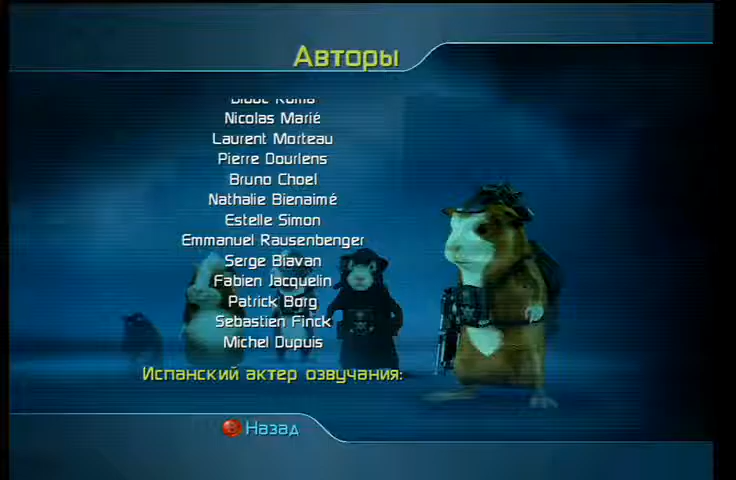 Авторы
Nicolas Marié
Laurent Morteau
Pierre Dourlens
Bruno Choel
Nathalie Bienaimé
Estelle Simon
Emmanuel Rausenberger
Serge Biavan
Fabien Jacquelin
Patrick Borg
Sebastien Finck
Michel Dupuis
Испанский актер озвучания:
Назад